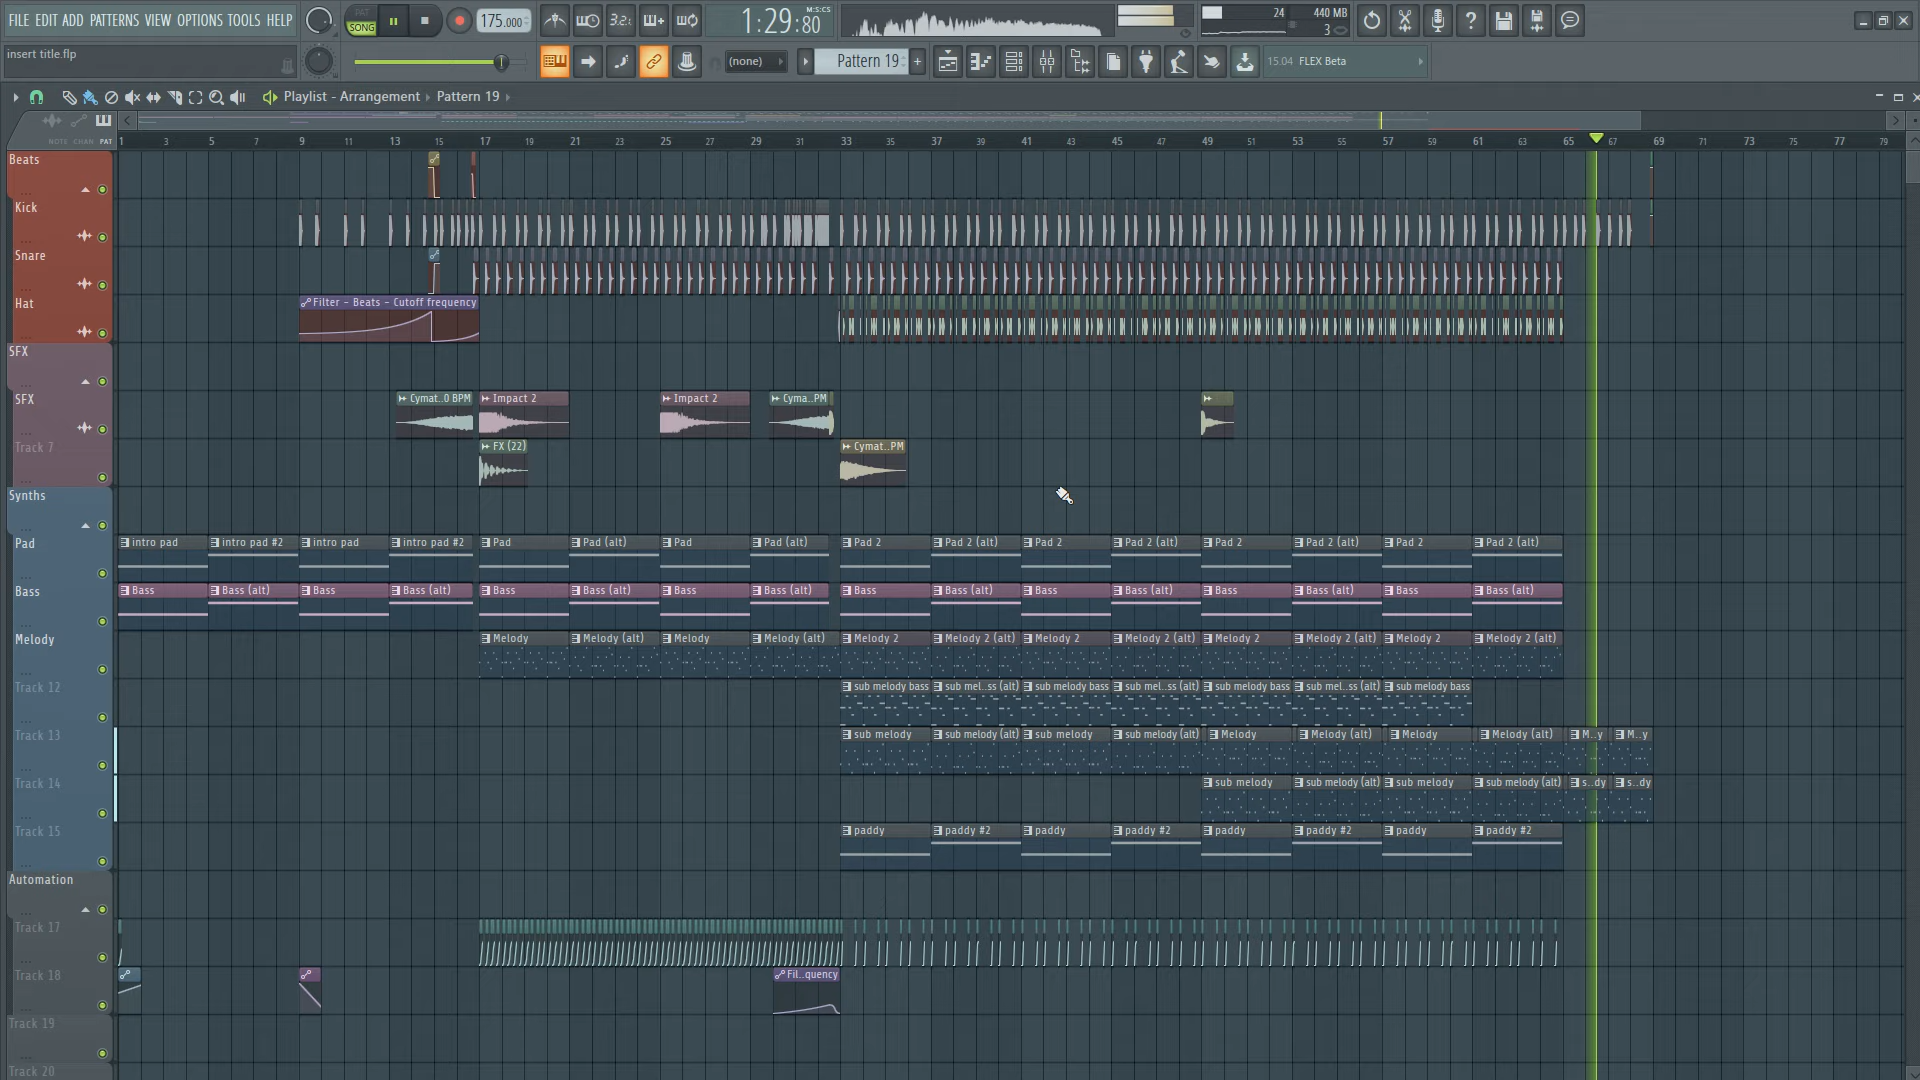 FILE EDIT ADD PATTERNS VIEW OPTIONS TOOLS HELP
PAT
SONG
175.000
3.2.
1:29:80
M:S:CS
24
440 MB
3
insert title.flp
(none)
Pattern 19
+
15.04 FLEX Beta
Playlist - Arrangement › Pattern 19 ›
NOTE CHAN PAT
1 3 5 7 9 11 13 15 17 19 21 23 25 27 29 31 33 35 37 39 41 43 45 47 49 51 53 55 57 59 61 63 65 67 69 71 73 75 77 79
Beats
Kick
Snare
Hat
Filter - Beats - Cutoff frequency
SFX
SFX
Cymat..0 BPM Impact 2 Impact 2 Cyma..PM
Track 7
FX (22) Cymat..PM
Synths
Pad
intro pad intro pad #2 intro pad intro pad #2 Pad Pad (alt) Pad Pad (alt) Pad 2 Pad 2 (alt) Pad 2 Pad 2 (alt) Pad 2 Pad 2 (alt) Pad 2 Pad 2 (alt)
Bass
Bass Bass (alt) Bass Bass (alt) Bass Bass (alt) Bass Bass (alt) Bass Bass (alt) Bass Bass (alt) Bass Bass (alt) Bass Bass (alt)
Melody
Melody Melody (alt) Melody Melody (alt) Melody 2 Melody 2 (alt) Melody 2 Melody 2 (alt) Melody 2 Melody 2 (alt) Melody 2 Melody 2 (alt)
Track 12
sub melody bass sub mel..ss (alt) sub melody bass sub mel..ss (alt) sub melody bass sub mel..ss (alt) sub melody bass
Track 13
sub melody sub melody (alt) sub melody sub melody (alt) Melody Melody (alt) Melody Melody (alt) M..y M..y
Track 14
sub melody sub melody (alt) sub melody sub melody (alt) s..dy s..dy
Track 15
paddy paddy #2 paddy paddy #2 paddy paddy #2 paddy paddy #2
Automation
Track 17
Track 18
Fil..quency
Track 19
Track 20